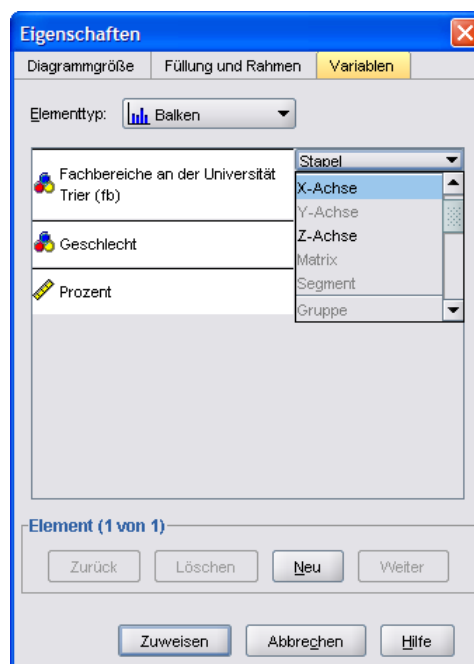 Eigenschaften
Diagrammgröße Füllung und Rahmen Variablen
Elementtyp: Balken
Fachbereiche an der Universität
Trier (fb)
Stapel
X-Achse
Y-Achse
Z-Achse
Matrix
Segment
Gruppe
Geschlecht
Prozent
Element (1 von 1)
Zurück Löschen Neu Weiter
Zuweisen Abbrechen Hilfe